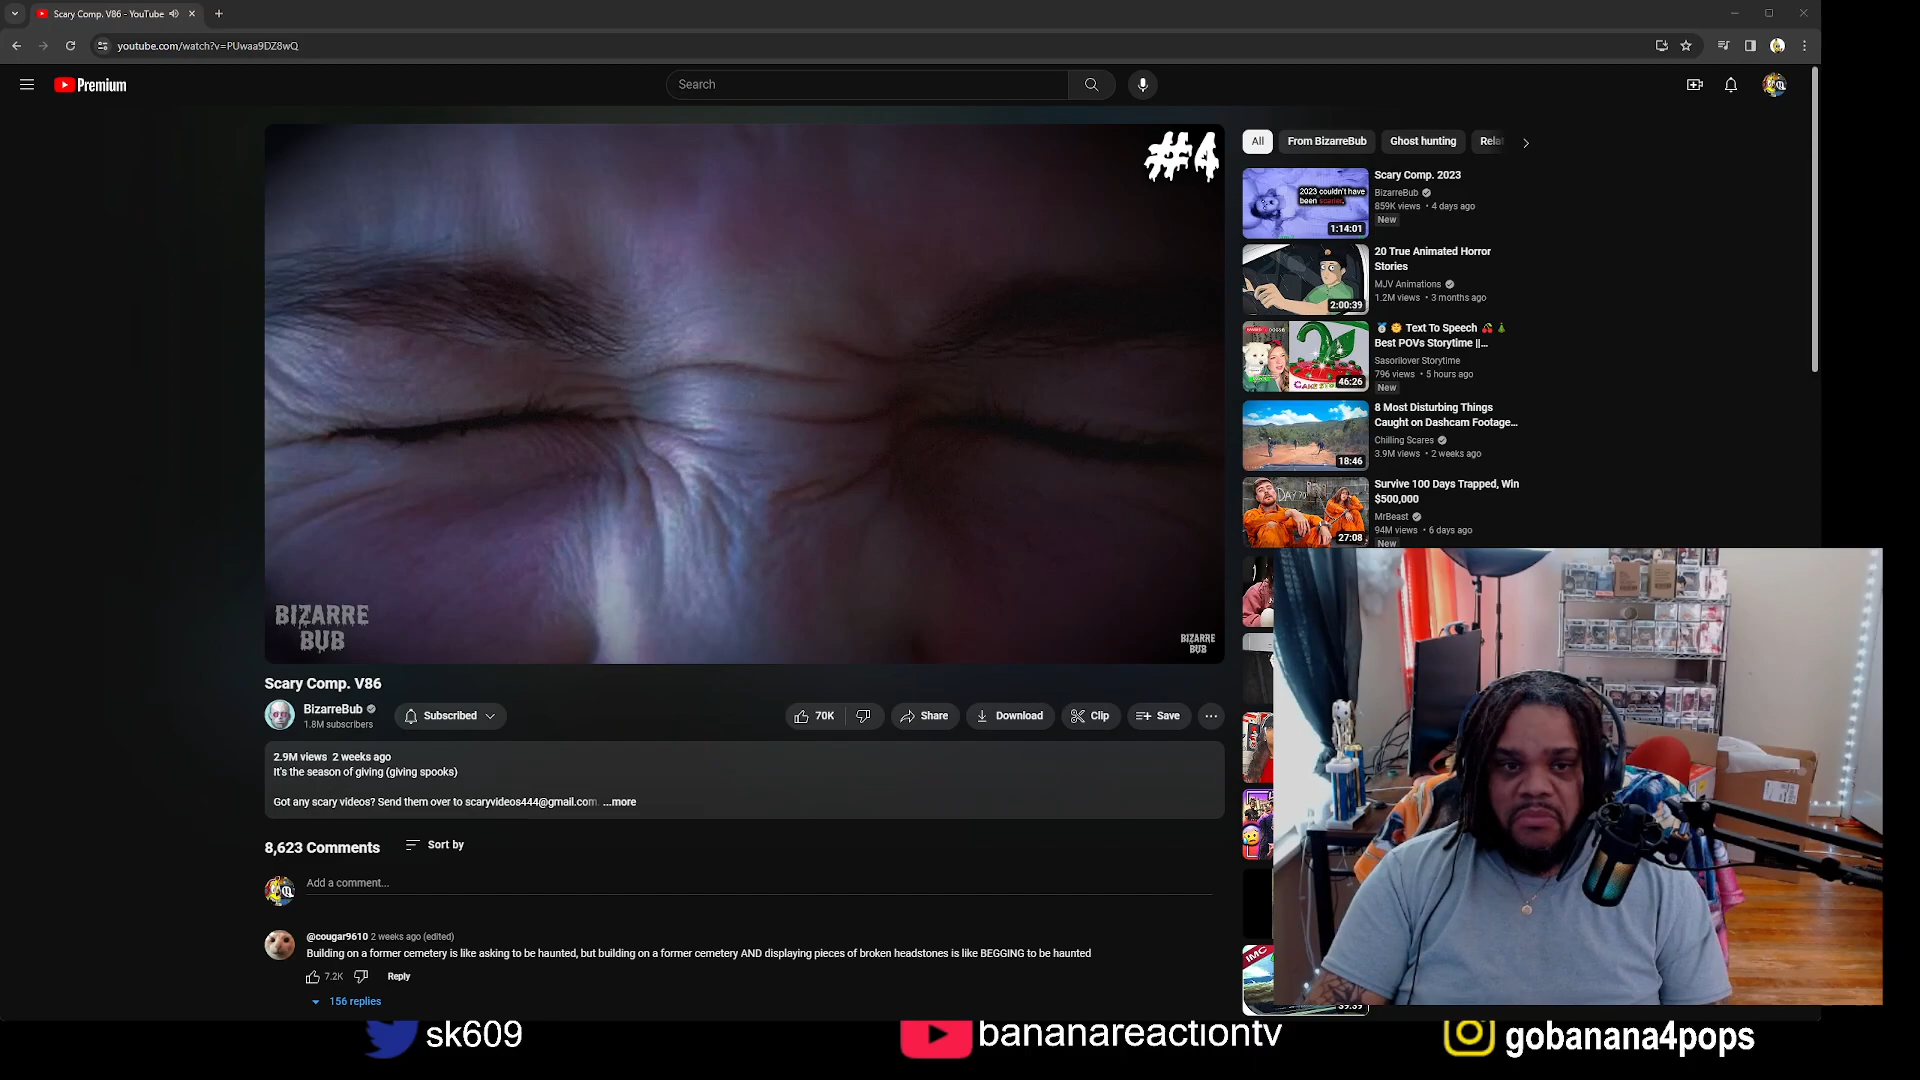 Scary Comp. V86 - YouTube
youtube.com/watch?v=PUwaa9DZ8wQ
Premium
Search
#4
BIZARRE
BUB
BIZARRE
BUB
All
From BizarreBub
Ghost hunting
Rela
2023 couldn't have
been scarier.
1:14:01
Scary Comp. 2023
BizarreBub
859K views • 4 days ago
New
2:00:39
20 True Animated Horror
Stories
MJV Animations
1.2M views • 3 months ago
46:26
Text To Speech
Best POVs Storytime ||...
Sasorilover Storytime
796 views • 5 hours ago
New
18:46
8 Most Disturbing Things
Caught on Dashcam Footage...
Chilling Scares
3.9M views • 2 weeks ago
27:08
Survive 100 Days Trapped, Win
$500,000
MrBeast
94M views • 6 days ago
New
Scary Comp. V86
BizarreBub
1.8M subscribers
Subscribed
70K
Share
Download
Clip
Save
2.9M views 2 weeks ago
It's the season of giving (giving spooks)
Got any scary videos? Send them over to scaryvideos444@gmail.com. ...more
8,623 Comments
Sort by
Add a comment...
@cougar9610 2 weeks ago (edited)
Building on a former cemetery is like asking to be haunted, but building on a former cemetery AND displaying pieces of broken headstones is like BEGGING to be haunted
7.2K
Reply
156 replies
IMC
sk609
bananareactiontv
gobanana4pops